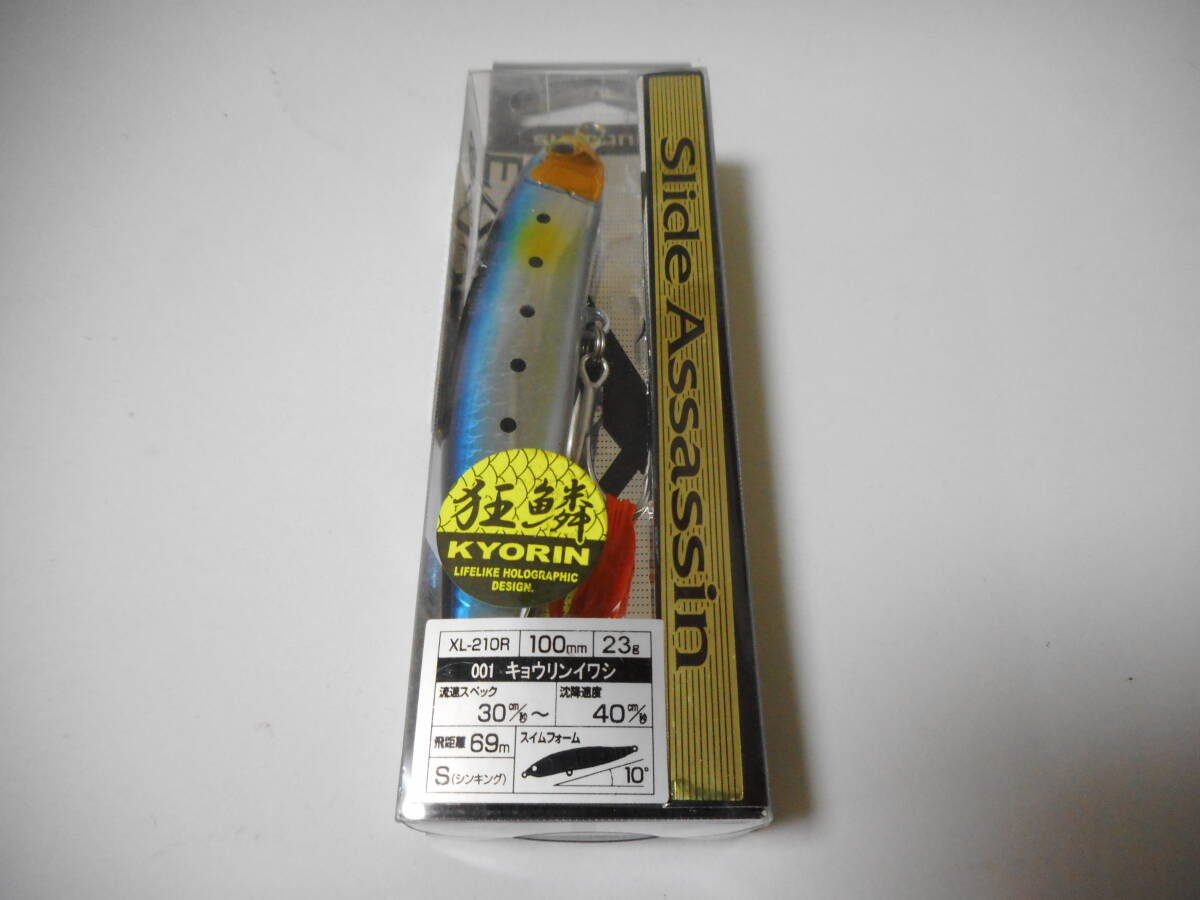 Slide Assassin
狂鱗
KYORIN
LIFELIKE HOLOGRAPHIC
DESIGN.
XL-210R 100mm 23g
001 キョウリンイワシ
流速スペック 沈降速度
30cm/秒～ 40cm/秒
飛距離 69m スイムフォーム
S(シンキング) 10°